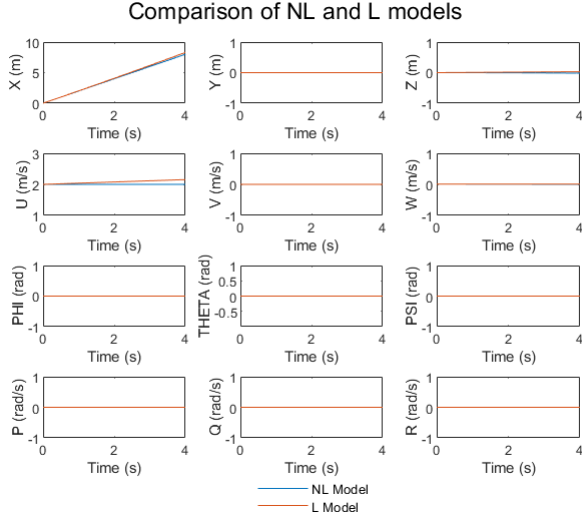 Comparison of NL and L models
10
5
0
X (m)
0 2 4
Time (s)
1
0
-1
Y (m)
0 2 4
Time (s)
1
0
-1
Z (m)
0 2 4
Time (s)
3
2
1
U (m/s)
0 2 4
Time (s)
1
0
-1
V (m/s)
0 2 4
Time (s)
1
0
-1
W (m/s)
0 2 4
Time (s)
1
0
-1
PHI (rad)
0 2 4
Time (s)
1
0.5
0
-0.5
THETA (rad)
0 2 4
Time (s)
1
0
-1
PSI (rad)
0 2 4
Time (s)
1
0
-1
P (rad/s)
0 2 4
Time (s)
1
0
-1
Q (rad/s)
0 2 4
Time (s)
1
0
-1
R (rad/s)
0 2 4
Time (s)
NL Model
L Model